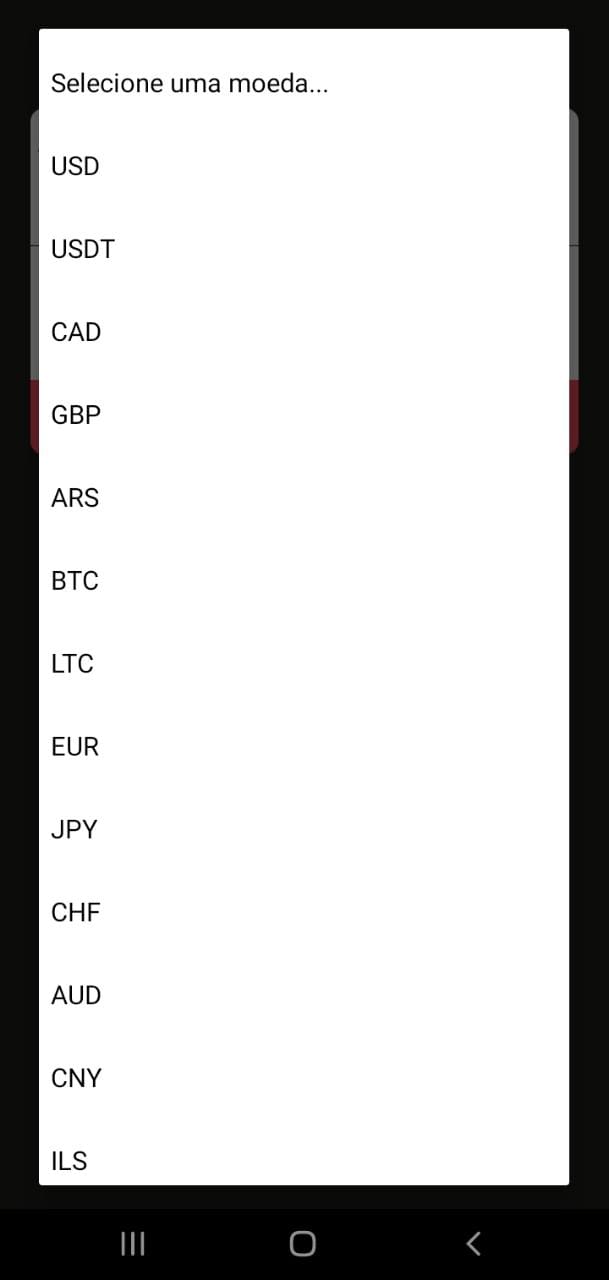 Selecione uma moeda...
USD
USDT
CAD
GBP
ARS
BTC
LTC
EUR
JPY
CHF
AUD
CNY
ILS